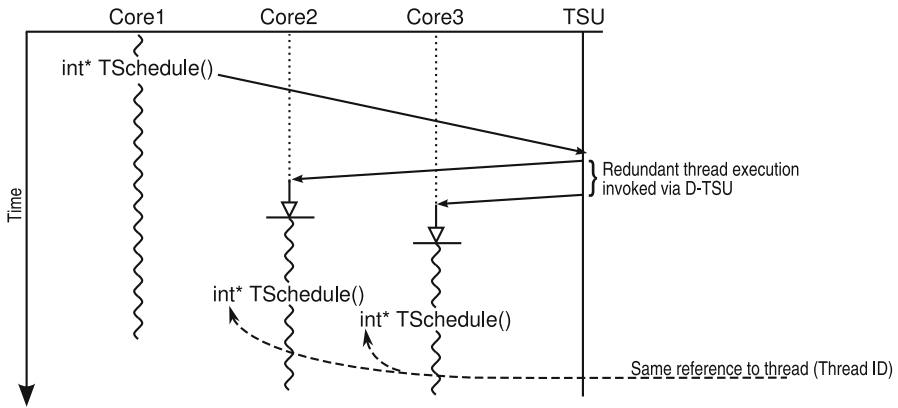 Core1 Core2 Core3 TSU
int* TSchedule()
Redundant thread execution
invoked via D-TSU
Time
int* TSchedule()
int* TSchedule()
Same reference to thread (Thread ID)